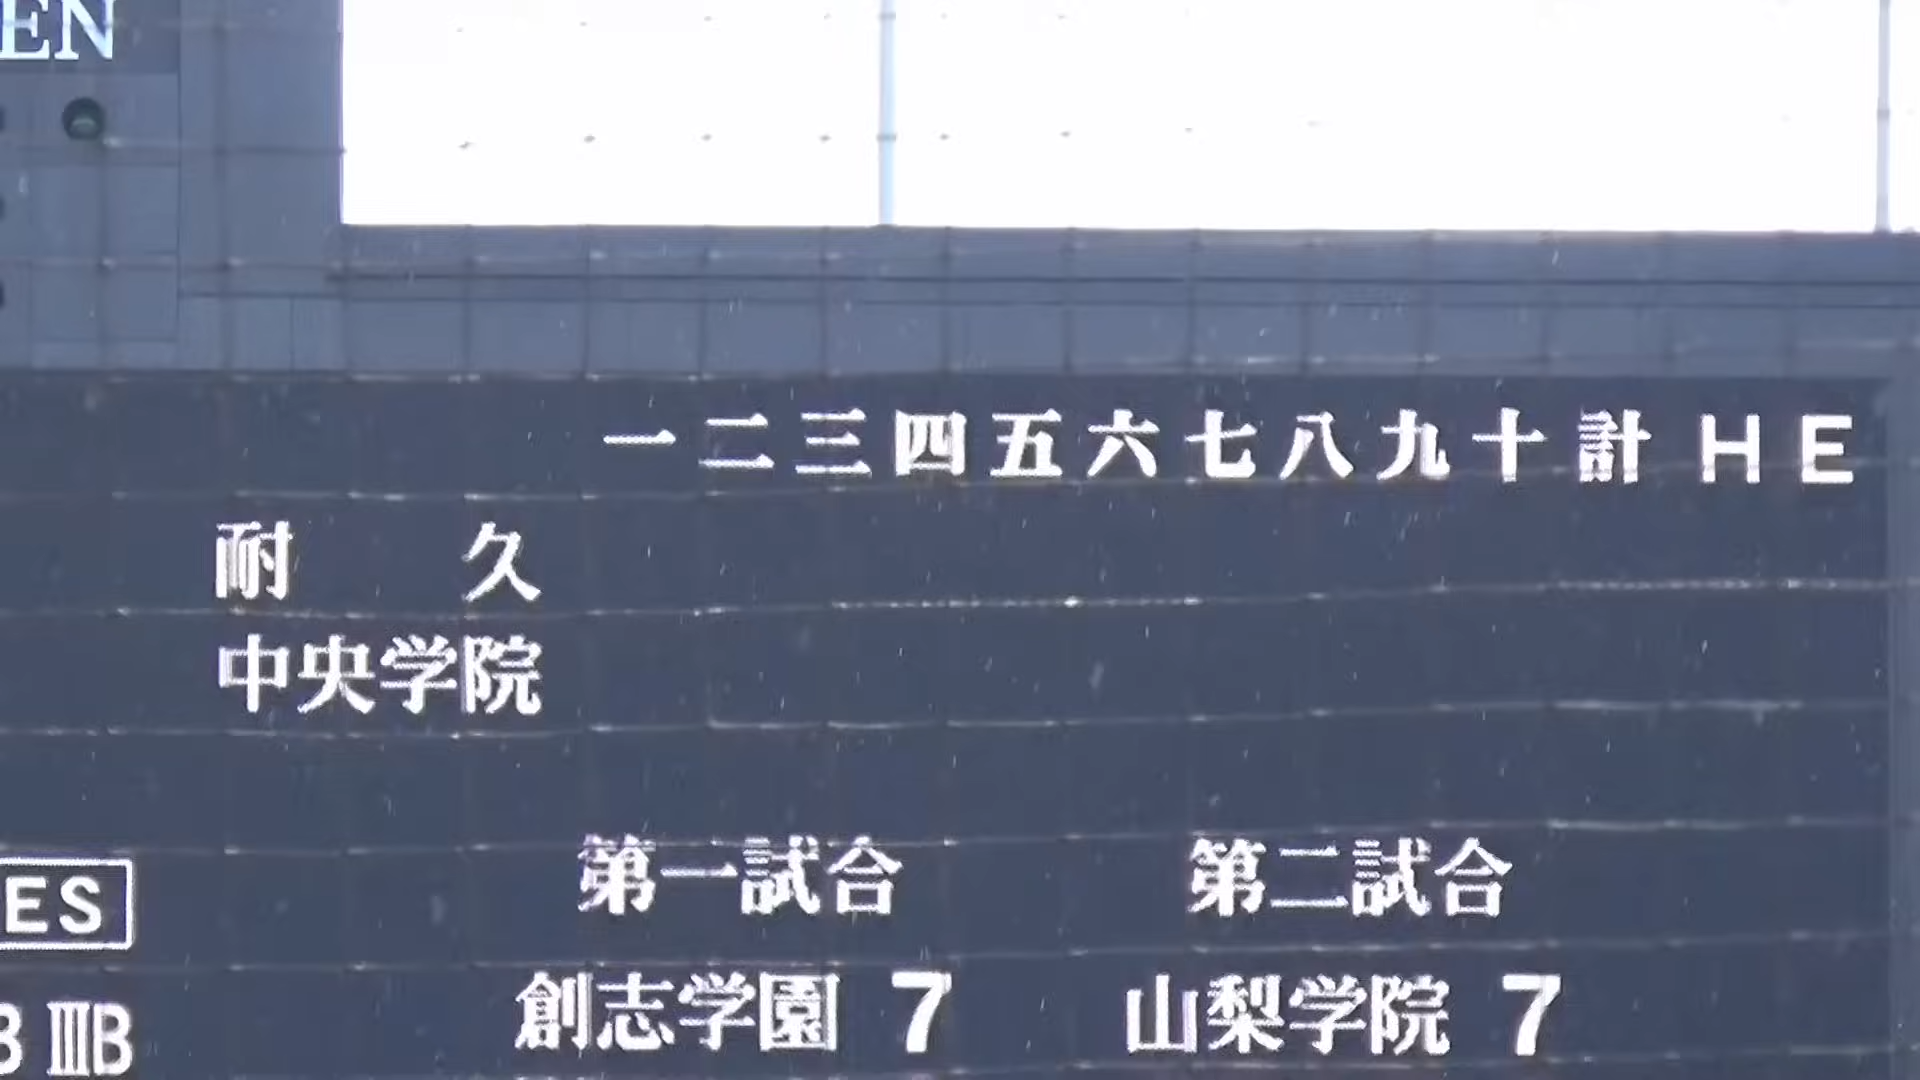 EN
一 二 三 四 五 六 七 八 九 十 計 H E
耐 久
中央学院
第一試合 第二試合
ES
創志学園 7 山梨学院 7
B ⅢB